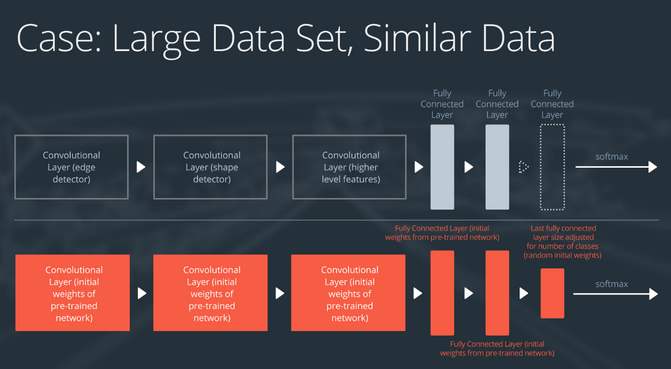 Case: Large Data Set, Similar Data
Fully
Connected
Layer
Fully
Connected
Layer
Fully
Connected
Layer
Convolutional
Layer (edge
detector)
Convolutional
Layer (shape
detector)
Convolutional
Layer (higher
level features)
softmax
Fully Connected Layer (initial
weights from pre-trained network)
Last fully connected
layer size adjusted
for number of classes
(random initial weights)
Convolutional
Layer (initial
weights of
pre-trained
network)
Convolutional
Layer (initial
weights of
pre-trained
network)
Convolutional
Layer (initial
weights of
pre-trained
network)
softmax
Fully Connected Layer (initial
weights from pre-trained network)